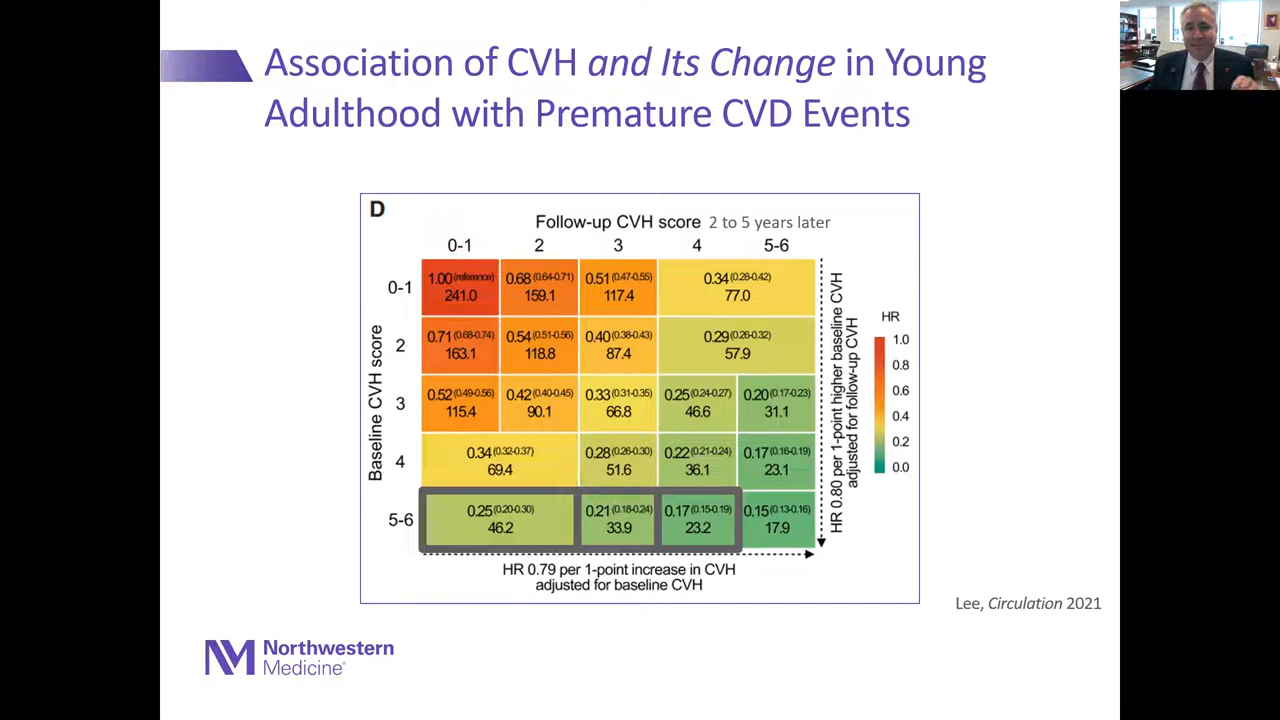 Association of CVH and Its Change in Young
Adulthood with Premature CVD Events
D
Follow-up CVH score 2 to 5 years later
0-1 2 3 4 5-6
Baseline CVH score
0-1
1.00 (reference) 0.68 (0.64-0.71) 0.51 (0.47-0.55) 0.34 (0.28-0.42)
241.0 159.1 117.4 77.0
2
0.71 (0.68-0.74) 0.54 (0.51-0.56) 0.40 (0.38-0.43) 0.29 (0.26-0.32)
163.1 118.8 87.4 57.9
3
0.52 (0.49-0.56) 0.42 (0.40-0.45) 0.33 (0.31-0.35) 0.25 (0.24-0.27) 0.20 (0.17-0.23)
115.4 90.1 66.8 46.6 31.1
4
0.34 (0.32-0.37) 0.28 (0.26-0.30) 0.22 (0.21-0.24) 0.17 (0.16-0.19)
69.4 51.6 36.1 23.1
5-6
0.25 (0.20-0.30) 0.21 (0.18-0.24) 0.17 (0.15-0.19) 0.15 (0.13-0.16)
46.2 33.9 23.2 17.9
HR 0.80 per 1-point higher baseline CVH
adjusted for follow-up CVH
HR
1.0
0.8
0.6
0.4
0.2
0.0
HR 0.79 per 1-point increase in CVH
adjusted for baseline CVH
Lee, Circulation 2021
NM Northwestern
Medicine®